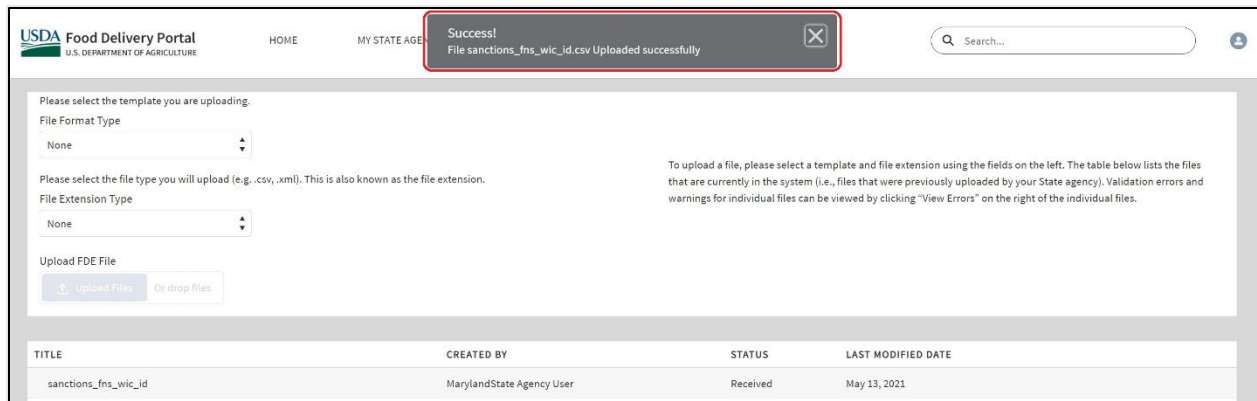 USDA Food Delivery Portal
U.S. DEPARTMENT OF AGRICULTURE
HOME
MY STATE AGEN
Success!
File sanctions_fns_wic_id.csv Uploaded successfully
Search...
Please select the template you are uploading.
File Format Type
None
Please select the file type you will upload (e.g. .csv, .xml). This is also known as the file extension.
File Extension Type
None
Upload FDE File
Upload Files Or drop files
To upload a file, please select a template and file extension using the fields on the left. The table below lists the files
that are currently in the system (i.e., files that were previously uploaded by your State agency). Validation errors and
warnings for individual files can be viewed by clicking “View Errors” on the right of the individual files.
TITLE CREATED BY STATUS LAST MODIFIED DATE
sanctions_fns_wic_id MarylandState Agency User Received May 13, 2021